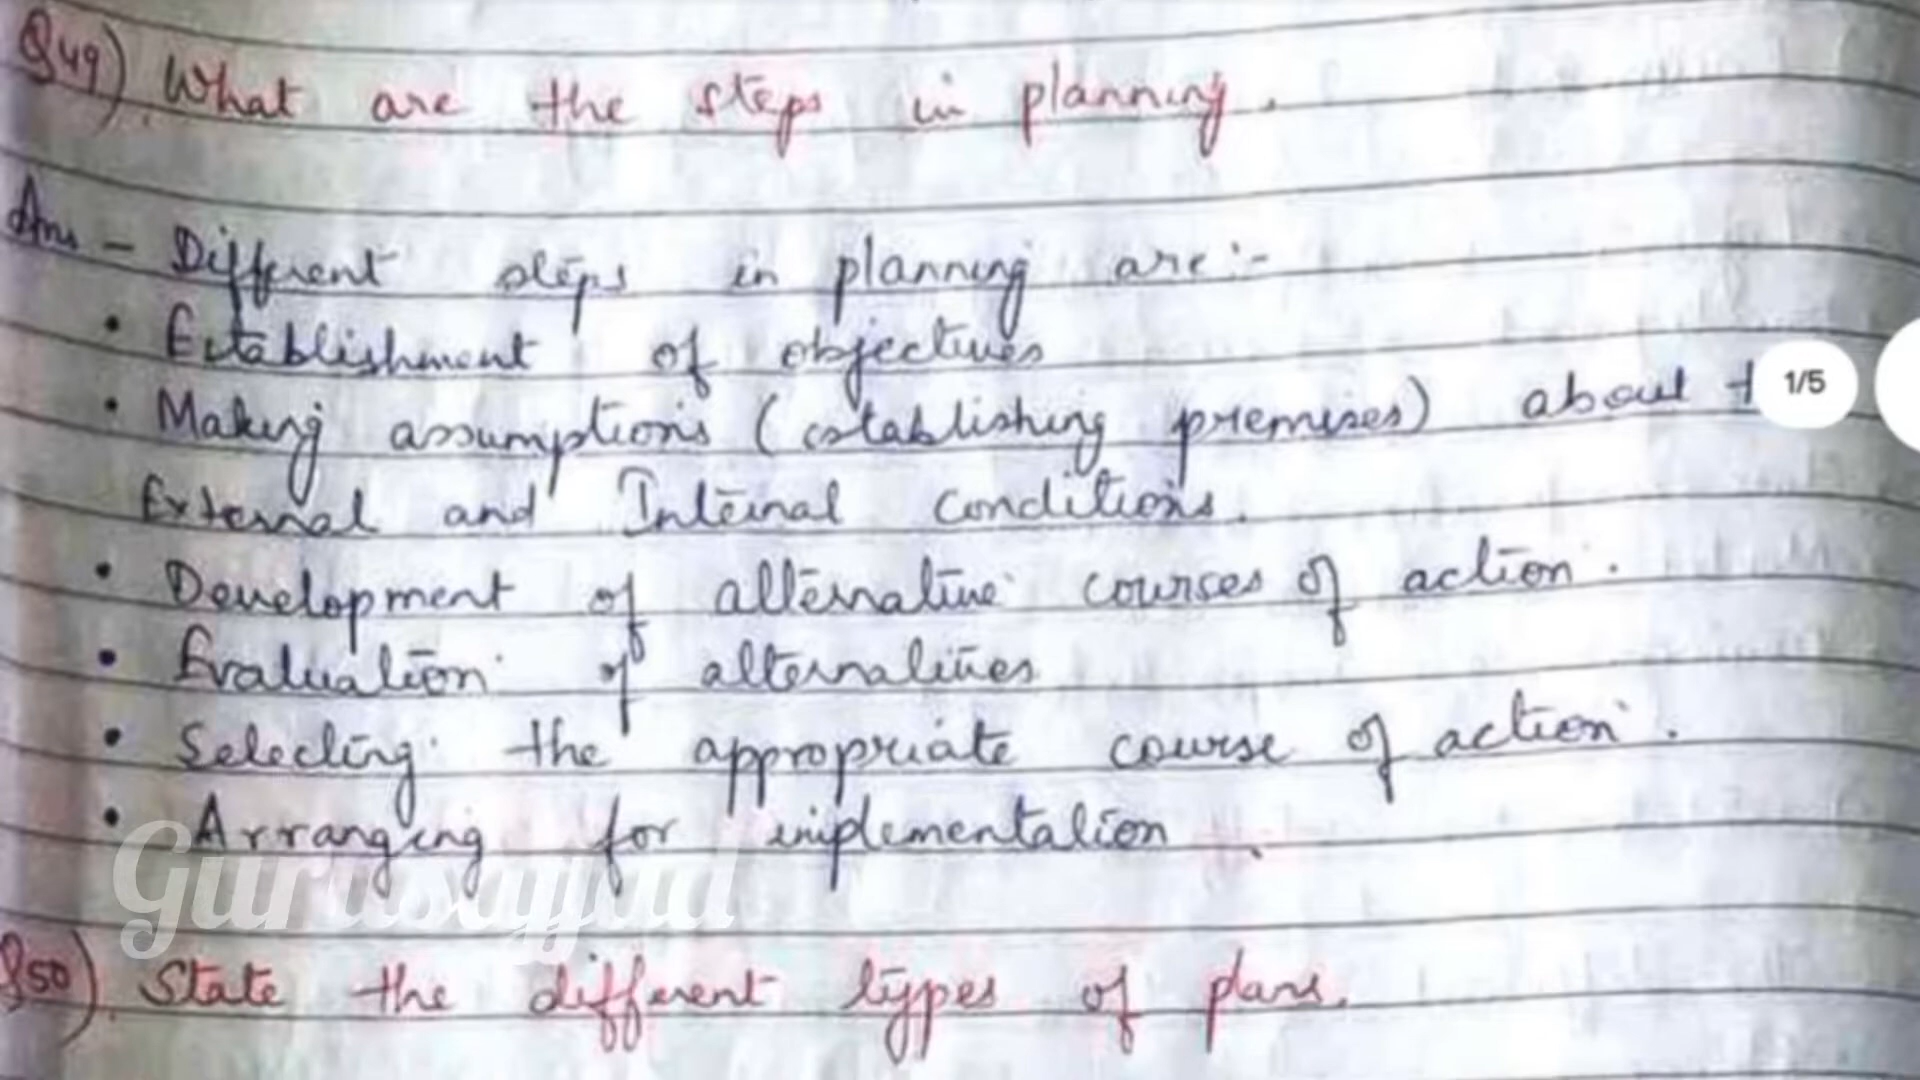 Q49). What are the steps in planning.
Ans - Different steps in planning are :-
• Establishment of objectives
• Making assumptions (establishing premises) about
1/5
External and Internal Conditions.
• Development of alternative courses of action.
• Evaluation of alternatives
• Selecting the appropriate course of action.
• Arranging for implementation.
Q50). State the different types of plans.